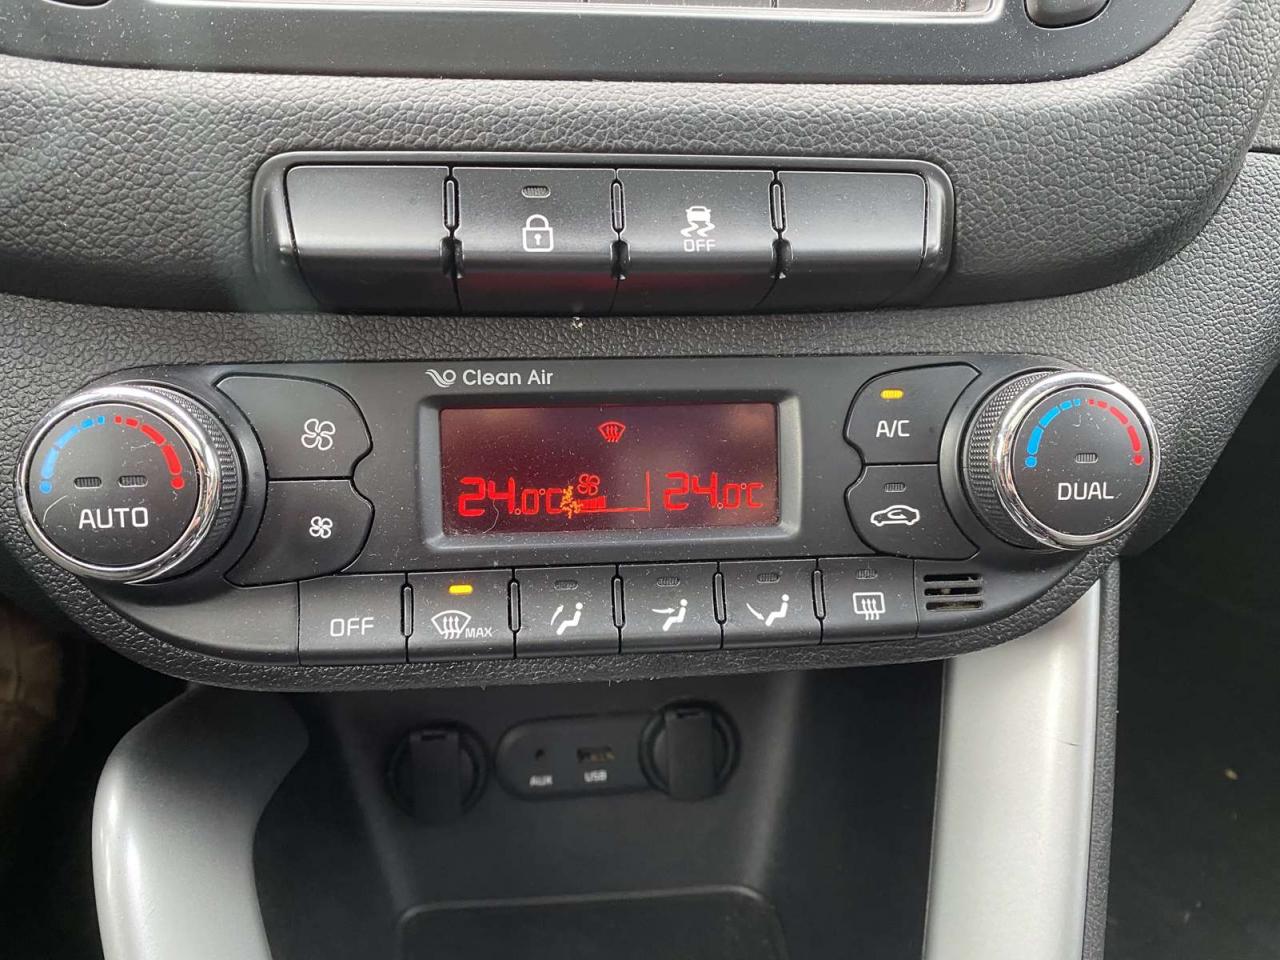 OFF
Clean Air
A/C
24.0°C
24.0°C
AUTO
DUAL
OFF
MAX
AUX
USB